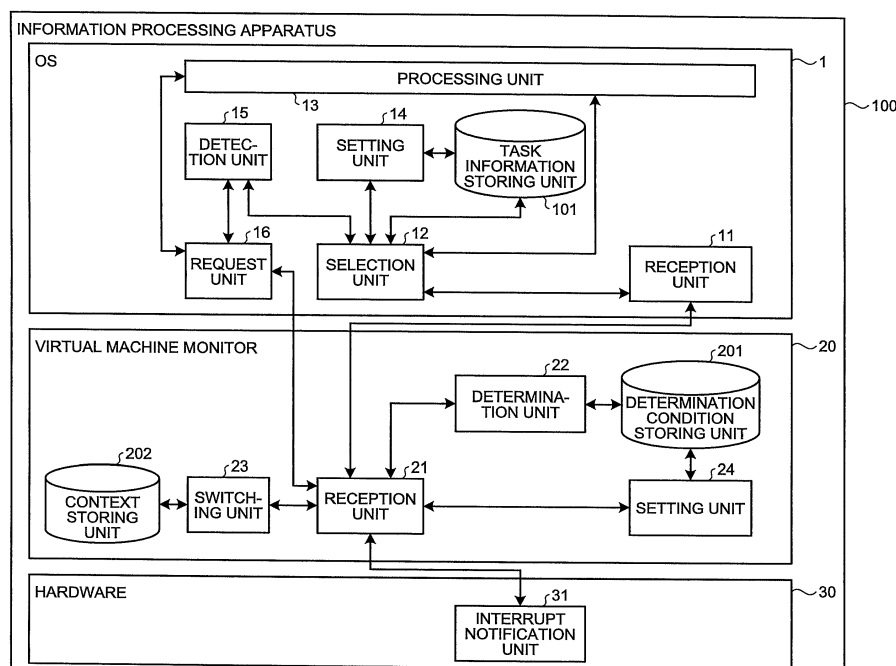 INFORMATION PROCESSING APPARATUS
OS
1
PROCESSING UNIT
13
100
15
DETEC-
TION UNIT
14
SETTING
UNIT
TASK
INFORMATION
STORING UNIT
101
16
REQUEST
UNIT
12
SELECTION
UNIT
11
RECEPTION
UNIT
VIRTUAL MACHINE MONITOR
20
22
DETERMINA-
TION UNIT
201
DETERMINATION
CONDITION
STORING UNIT
202
CONTEXT
STORING
UNIT
23
SWITCH-
ING UNIT
21
RECEPTION
UNIT
24
SETTING UNIT
HARDWARE
30
31
INTERRUPT
NOTIFICATION
UNIT